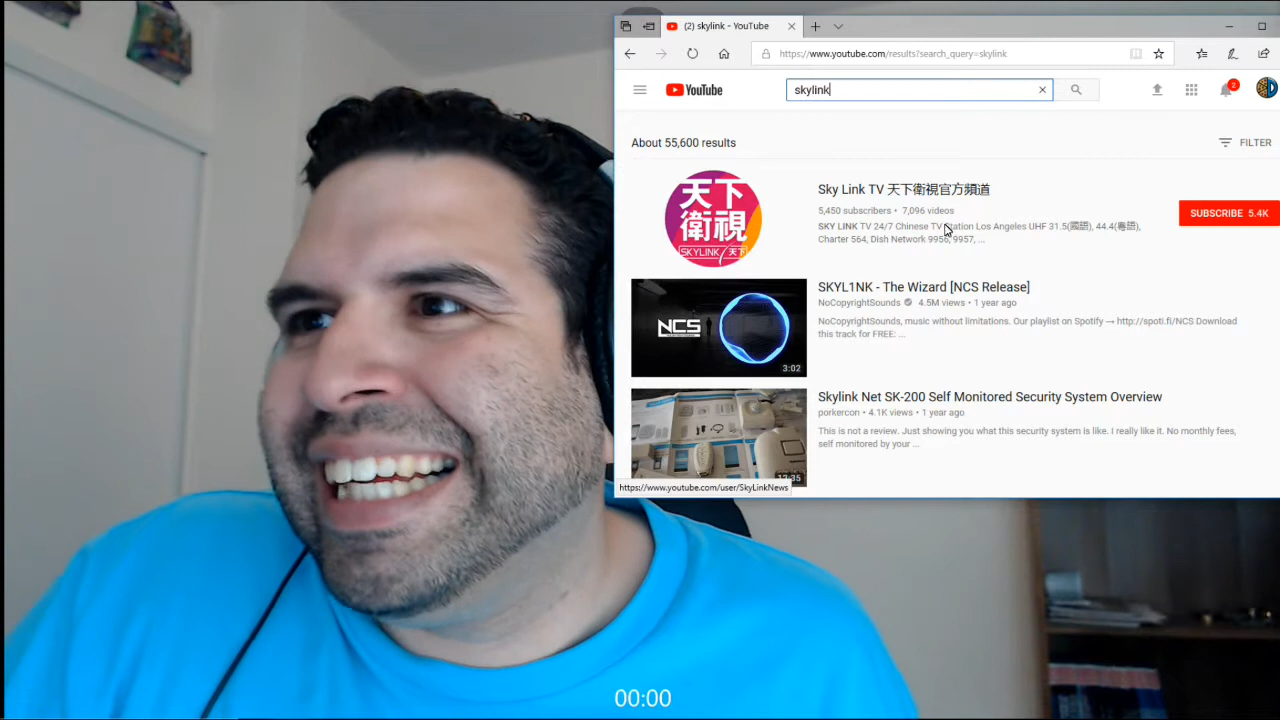 (2) skylink - YouTube
https://www.youtube.com/results?search_query=skylink
YouTube
skylink
2
About 55,600 results
FILTER
天下
衛視
SKYLINK 天下
Sky Link TV 天下衛視官方頻道
5,450 subscribers • 7,096 videos
SKY LINK TV 24/7 Chinese TV Station Los Angeles UHF 31.5(國語), 44.4(粵語),
Charter 564, Dish Network 9956, 9957, ...
SUBSCRIBE 5.4K
NCS
3:02
SKYL1NK - The Wizard [NCS Release]
NoCopyrightSounds 4.5M views • 1 year ago
NoCopyrightSounds, music without limitations. Our playlist on Spotify → http://spoti.fi/NCS Download
this track for FREE: ...
Skylink Net SK-200 Self Monitored Security System Overview
porkercon • 4.1K views • 1 year ago
This is not a review. Just showing you what this security system is like. I really like it. No monthly fees,
self monitored by your ...
https://www.youtube.com/user/SkyLinkNews
00:00